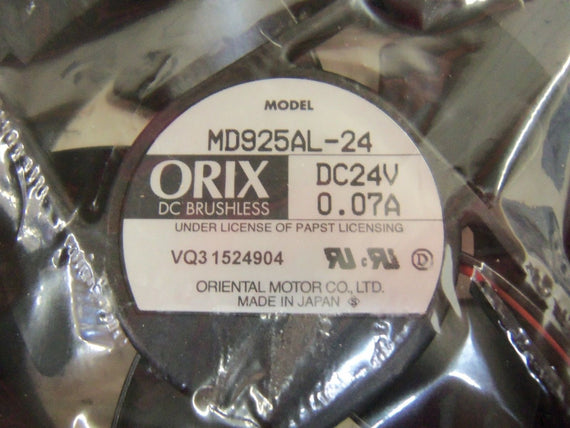 MODEL
MD925AL-24
ORIX
DC BRUSHLESS
DC24V
0.07A
UNDER LICENSE OF PAPST LICENSING
VQ3 1524904
ORIENTAL MOTOR CO., LTD.
MADE IN JAPAN Ⓢ